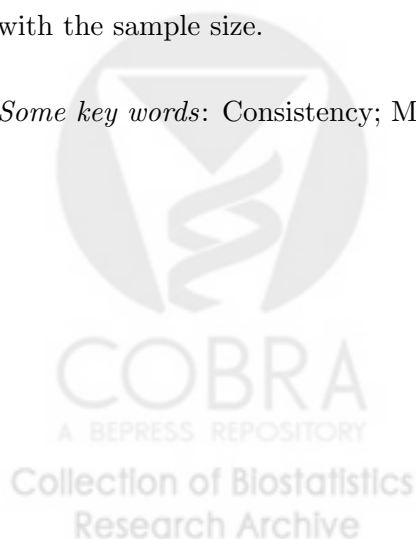 with the sample size.
Some key words: Consistency; M
COBRA
A BEPRESS REPOSITORY
Collection of Biostatistics
Research Archive